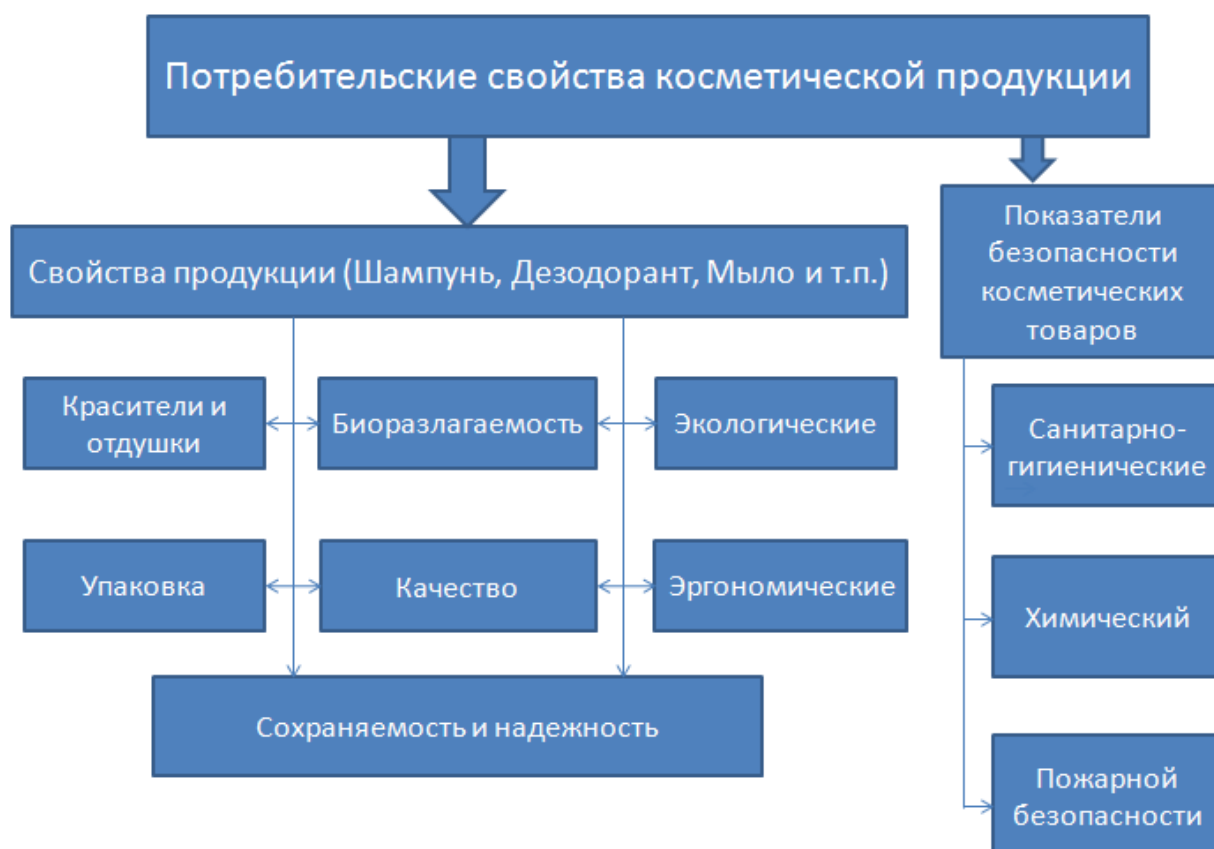 Потребительские свойства косметической продукции
Свойства продукции (Шампунь, Дезодорант, Мыло и т.п.)
Показатели
безопасности
косметических
товаров
Красители и
отдушки
Биоразлагаемость
Экологические
Санитарно-
гигиенические
Упаковка
Качество
Эргономические
Химический
Сохраняемость и надежность
Пожарной
безопасности